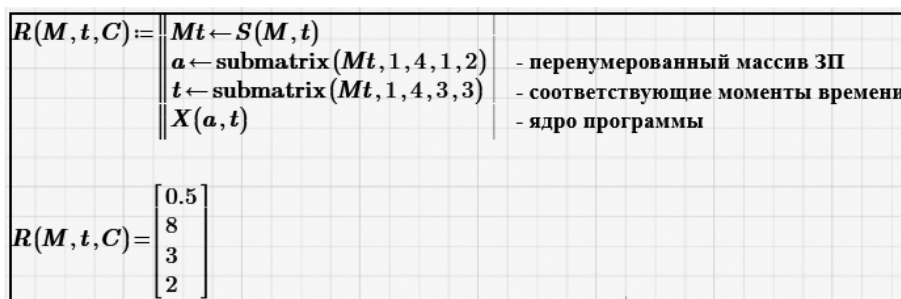 R(M,t,C):= Mt←S(M,t)
a←submatrix(Mt,1,4,1,2) - перенумерованный массив ЗП
t←submatrix(Mt,1,4,3,3) - соответствующие моменты времени
X(a,t) - ядро программы
R(M,t,C)= [0.5
8
3
2]